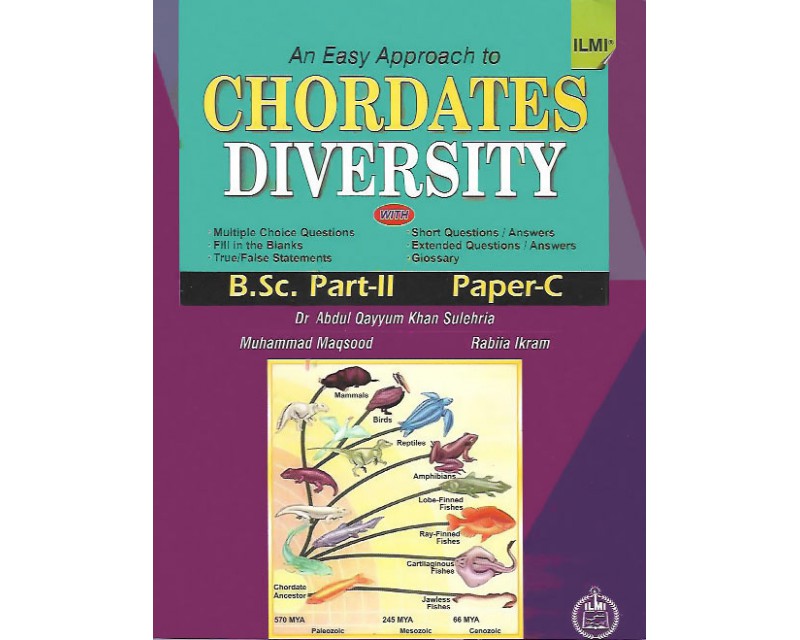 ILMI®
An Easy Approach to
CHORDATES
DIVERSITY
WITH
· Multiple Choice Questions
· Fill in the Blanks
· True/False Statements
· Short Questions / Answers
· Extended Questions / Answers
· Glossary
B.Sc. Part-II Paper-C
Dr Abdul Qayyum Khan Sulehria
Muhammad Maqsood Rabiia Ikram
Mammals
Birds
Reptiles
Amphibians
Lobe-Finned
Fishes
Ray-Finned
Fishes
Cartilaginous
Fishes
Chordate
Ancestor
Jawless
Fishes
570 MYA 245 MYA 66 MYA
Paleozoic Mesozoic Cenozoic
ILMI